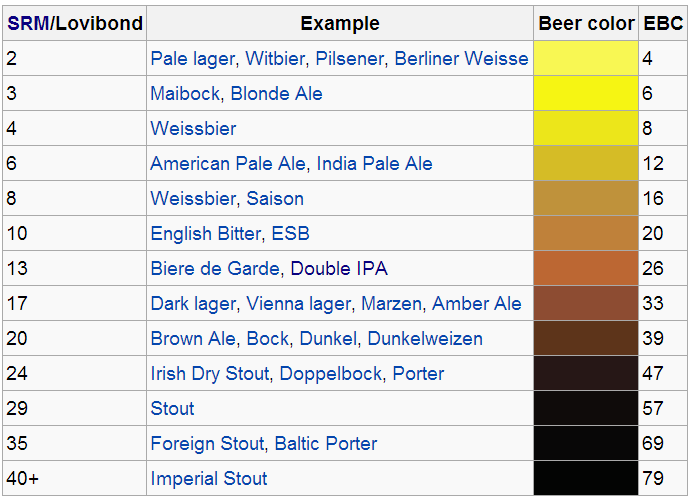 SRM/Lovibond Example Beer color EBC
2 Pale lager, Witbier, Pilsener, Berliner Weisse 4
3 Maibock, Blonde Ale 6
4 Weissbier 8
6 American Pale Ale, India Pale Ale 12
8 Weissbier, Saison 16
10 English Bitter, ESB 20
13 Biere de Garde, Double IPA 26
17 Dark lager, Vienna lager, Marzen, Amber Ale 33
20 Brown Ale, Bock, Dunkel, Dunkelweizen 39
24 Irish Dry Stout, Doppelbock, Porter 47
29 Stout 57
35 Foreign Stout, Baltic Porter 69
40+ Imperial Stout 79